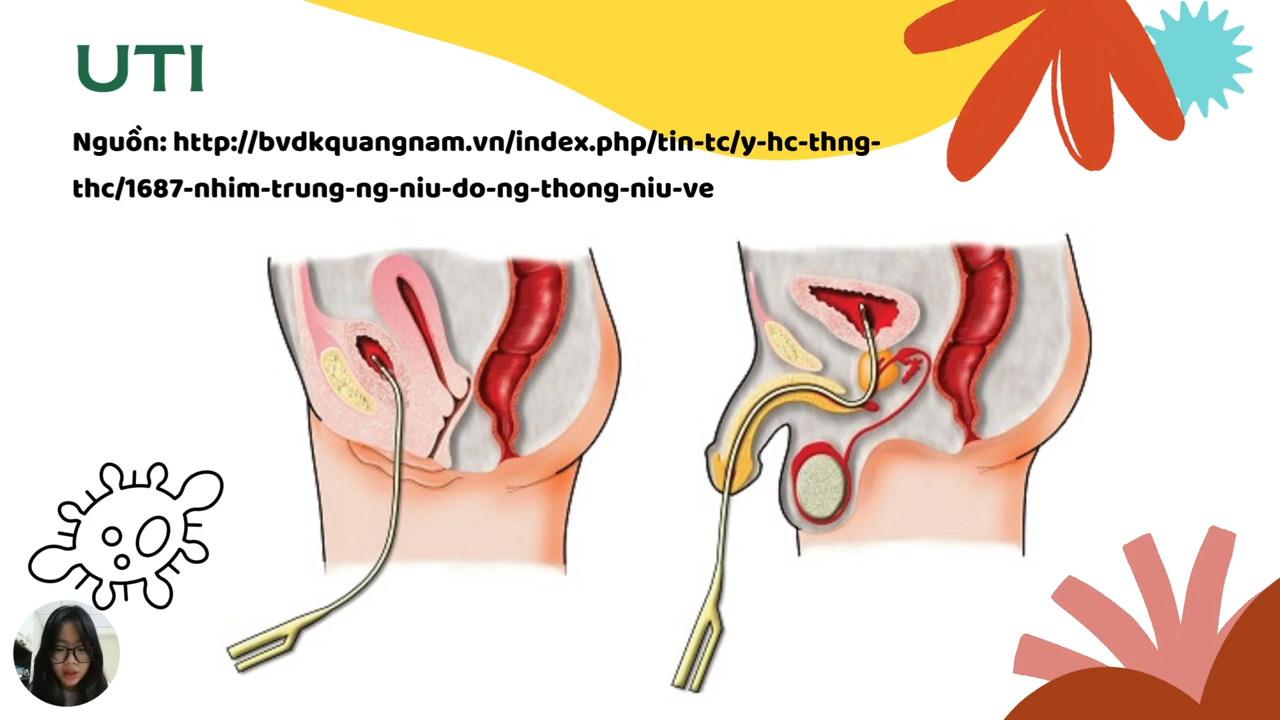 UTI
Nguồn: http://bvdkquangnam.vn/index.php/tin-tc/y-hc-thng-
thc/1687-nhim-trung-ng-niu-do-ng-thong-niu-ve